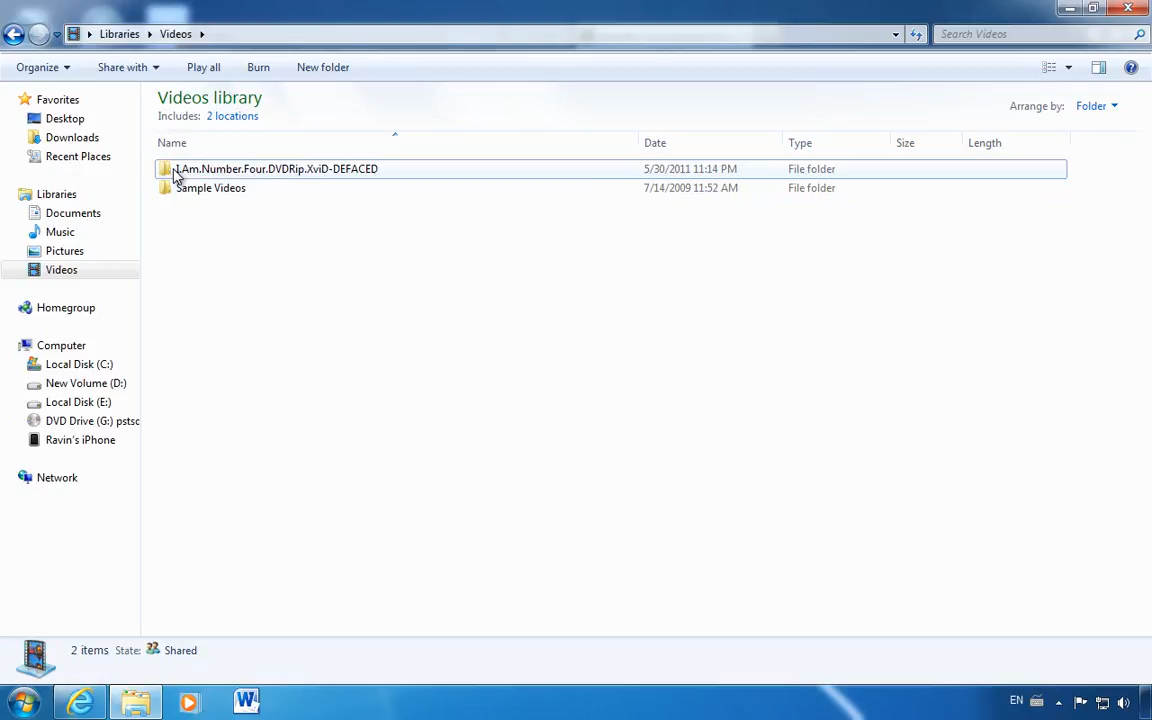 Libraries Videos
Search Videos
Organize Share with Play all Burn New folder
Favorites
Desktop
Downloads
Recent Places
Libraries
Documents
Music
Pictures
Videos
Homegroup
Computer
Local Disk (C:)
New Volume (D:)
Local Disk (E:)
DVD Drive (G:) pstsc
Ravin's iPhone
Network
Videos library
Includes: 2 locations
Arrange by: Folder
Name Date Type Size Length
I.Am.Number.Four.DVDRip.XviD-DEFACED 5/30/2011 11:14 PM File folder
Sample Videos 7/14/2009 11:52 AM File folder
2 items State: Shared
EN